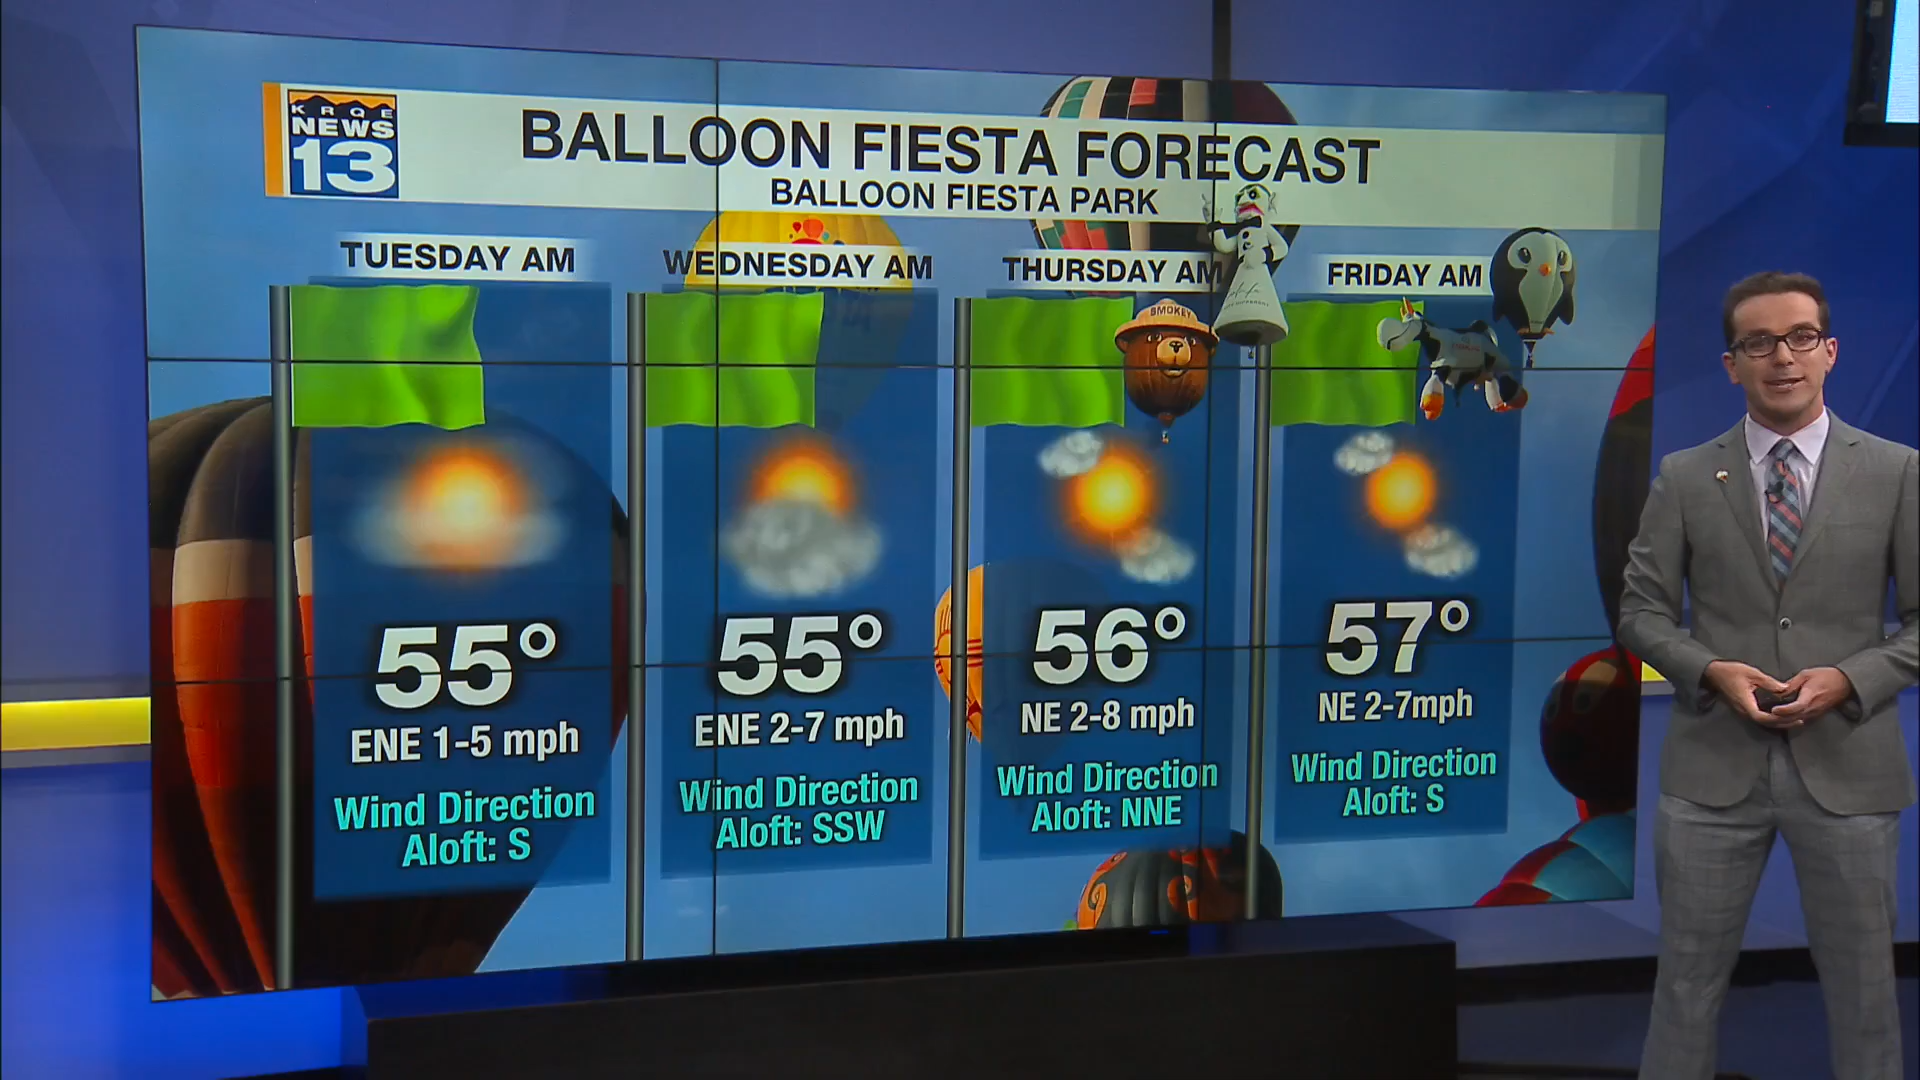 KRQE
NEWS
13
BALLOON FIESTA FORECAST
BALLOON FIESTA PARK
TUESDAY AM
55°
ENE 1-5 mph
Wind Direction
Aloft: S
WEDNESDAY AM
55°
ENE 2-7 mph
Wind Direction
Aloft: SSW
THURSDAY AM
SMOKEY
56°
NE 2-8 mph
Wind Direction
Aloft: NNE
FRIDAY AM
57°
NE 2-7mph
Wind Direction
Aloft: S